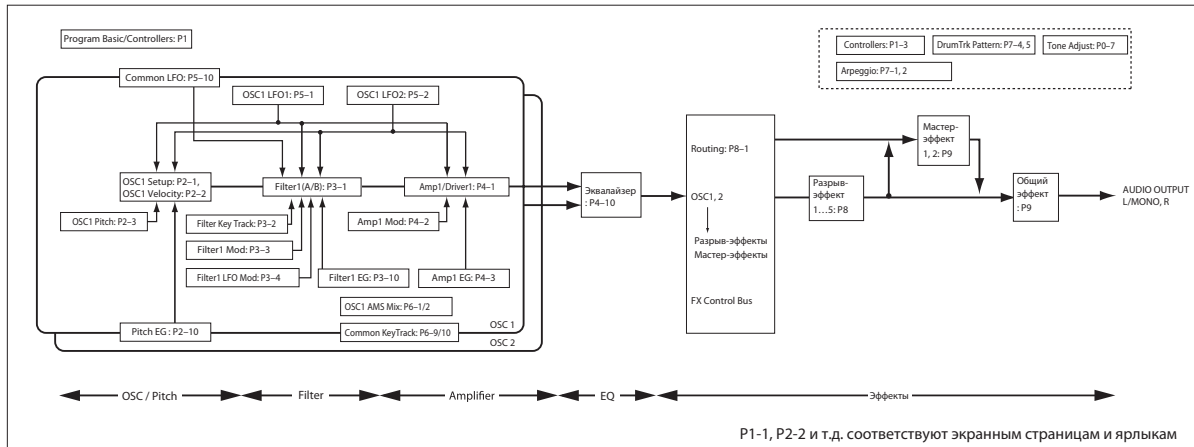 Program Basic/Controllers: P1
Controllers: P1–3
DrumTrk Pattern: P7–4, 5
Tone Adjust: P0–7
Arpeggio: P7–1, 2
Common LFO: P5–10
OSC1 LFO1: P5–1
OSC1 LFO2: P5–2
OSC1 Setup: P2–1,
OSC1 Velocity: P2–2
Filter1(A/B): P3–1
Amp1/Driver1: P4–1
OSC1 Pitch: P2–3
Filter Key Track: P3–2
Amp1 Mod: P4–2
Filter1 Mod: P3–3
Filter1 LFO Mod: P3–4
Filter1 EG: P3–10
Amp1 EG: P4–3
OSC1 AMS Mix: P6–1/2
Pitch EG : P2–10
Common KeyTrack: P6–9/10
OSC 1
OSC 2
Эквалайзер
: P4–10
Routing: P8–1
OSC1, 2
Разрыв-эффекты
Мастер-эффекты
FX Control Bus
Разрыв-
эффект
1…5: P8
Мастер-
эффект
1, 2: P9
Общий
эффект
: P9
AUDIO OUTPUT
L/MONO, R
OSC / Pitch
Filter
Amplifier
EQ
Эффекты
P1-1, P2-2 и т.д. соответствуют экранным страницам и ярлыкам